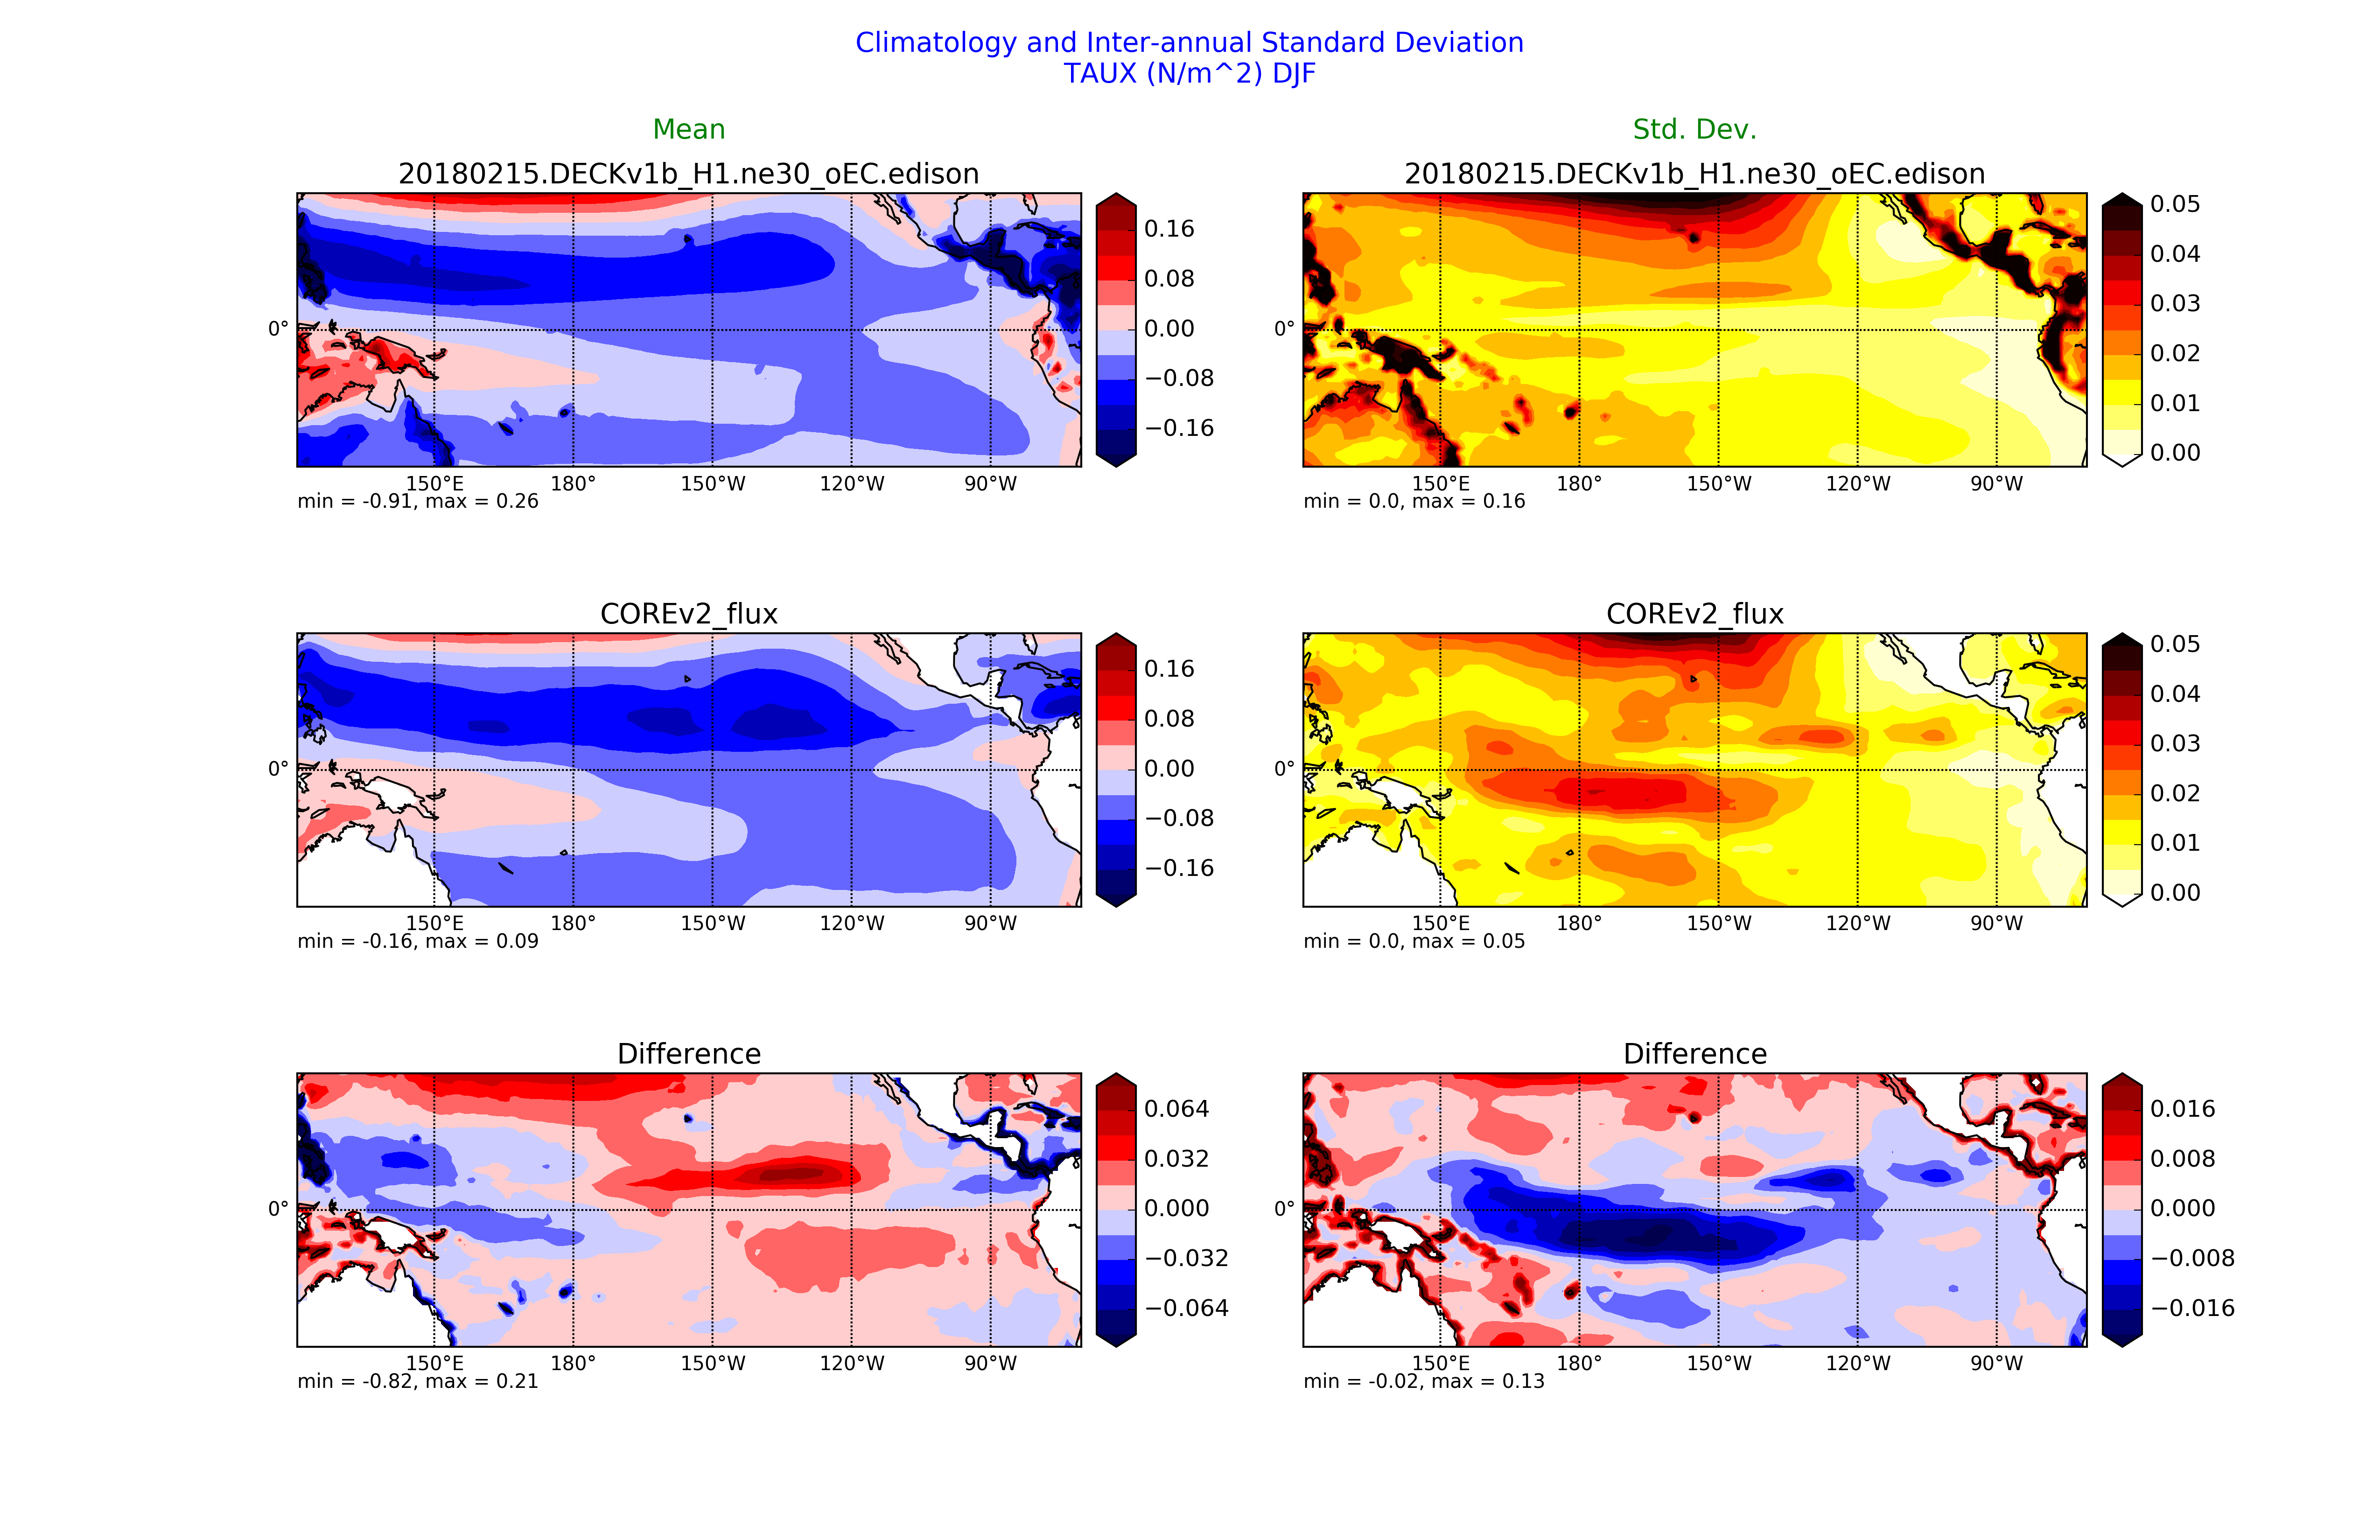 Climatology and Inter-annual Standard Deviation
TAUX (N/m^2) DJF
Mean
Std. Dev.
20180215.DECKv1b_H1.ne30_oEC.edison
0.16
0.08
0.00
−0.08
−0.16
0°
150°E 180° 150°W 120°W 90°W
min = -0.91, max = 0.26
20180215.DECKv1b_H1.ne30_oEC.edison
0.05
0.04
0.03
0.02
0.01
0.00
0°
150°E 180° 150°W 120°W 90°W
min = 0.0, max = 0.16
COREv2_flux
0.16
0.08
0.00
−0.08
−0.16
0°
150°E 180° 150°W 120°W 90°W
min = -0.16, max = 0.09
COREv2_flux
0.05
0.04
0.03
0.02
0.01
0.00
0°
150°E 180° 150°W 120°W 90°W
min = 0.0, max = 0.05
Difference
0.064
0.032
0.000
−0.032
−0.064
0°
150°E 180° 150°W 120°W 90°W
min = -0.82, max = 0.21
Difference
0.016
0.008
0.000
−0.008
−0.016
0°
150°E 180° 150°W 120°W 90°W
min = -0.02, max = 0.13